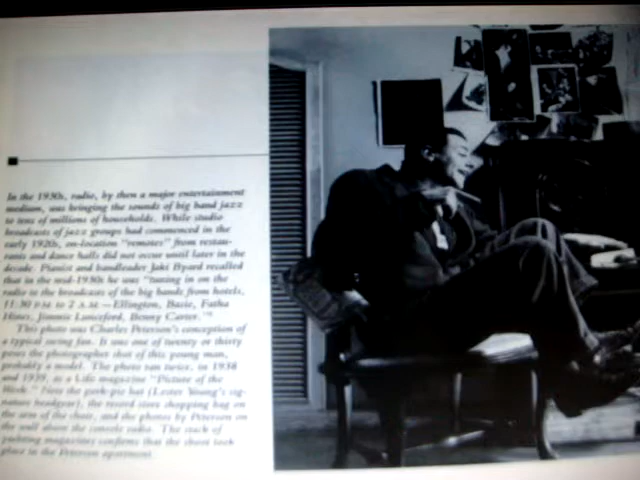 In the 1930s, radio, by then a major entertainment
medium, was bringing the sounds of big band jazz
to tens of millions of households. While studio
broadcasts of jazz groups had commenced in the
early 1920s, on-location "remotes" from restau-
rants and dance halls did not occur until later in the
decade. Pianist and bandleader Jaki Byard recalled
that in the mid-1930s he was "tuning in on the
radio to the broadcasts of the big bands from hotels,
11:30 P.M. to 2 A.M.—Ellington, Basie, Fatha
Hines, Jimmie Lunceford, Benny Carter."
This photo was Charles Peterson's conception of
a typical swing fan. It was one of twenty or thirty
poses the photographer shot of this young man,
probably a model. The photo ran twice, in 1938
and 1939, as a Life magazine "Picture of the
Week." Note the pork-pie hat (Lester Young's sig-
nature headgear), the record store shopping bag on
the arm of the chair, and the photos by Peterson on
the wall above the console radio. The stack of
yachting magazines confirms that the shoot took
place in the Peterson apartment.